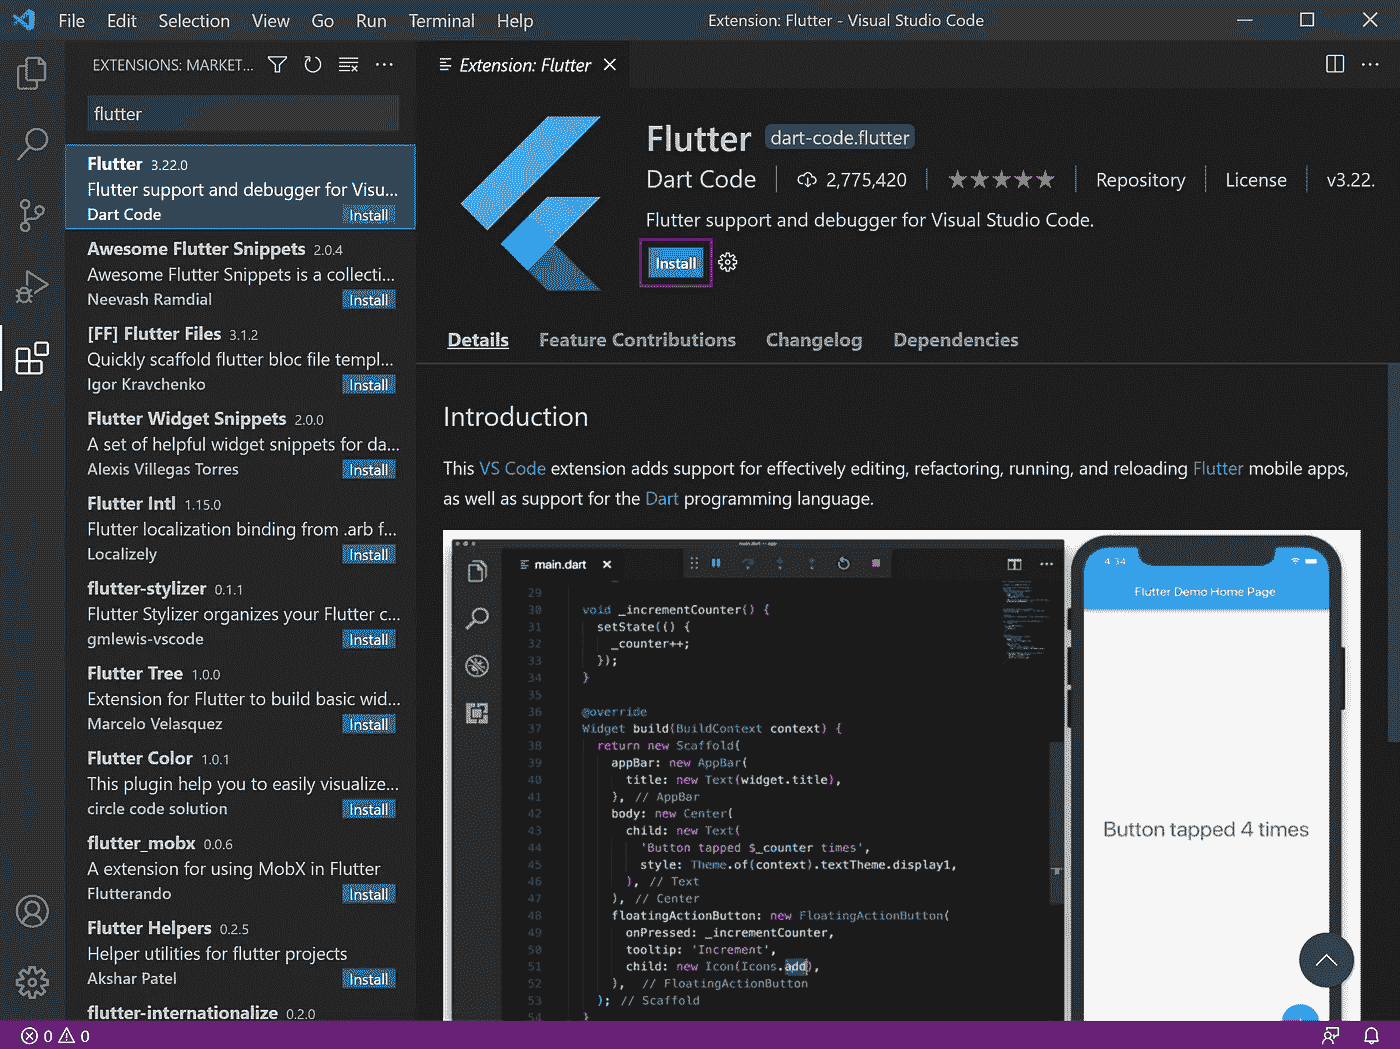 File Edit Selection View Go Run Terminal Help Extension: Flutter - Visual Studio Code
EXTENSIONS: MARKET...
flutter
Flutter 3.22.0
Flutter support and debugger for Visu...
Dart Code Install
Awesome Flutter Snippets 2.0.4
Awesome Flutter Snippets is a collecti...
Neevash Ramdial Install
[FF] Flutter Files 3.1.2
Quickly scaffold flutter bloc file templ...
Igor Kravchenko Install
Flutter Widget Snippets 2.0.0
A set of helpful widget snippets for da...
Alexis Villegas Torres Install
Flutter Intl 1.15.0
Flutter localization binding from .arb f...
Localizely Install
flutter-stylizer 0.1.1
Flutter Stylizer organizes your Flutter c...
gmlewis-vscode Install
Flutter Tree 1.0.0
Extension for Flutter to build basic wid...
Marcelo Velasquez Install
Flutter Color 1.0.1
This plugin help you to easily visualize...
circle code solution Install
flutter_mobx 0.0.6
A extension for using MobX in Flutter
Flutterando Install
Flutter Helpers 0.2.5
Helper utilities for flutter projects
Akshar Patel Install
flutter-internationalize 0.2.0
Extension: Flutter
Flutter dart-code.flutter
Dart Code 2,775,420 Repository License v3.22.
Flutter support and debugger for Visual Studio Code.
Install
Details Feature Contributions Changelog Dependencies
Introduction
This VS Code extension adds support for effectively editing, refactoring, running, and reloading Flutter mobile apps,
as well as support for the Dart programming language.
main.dart
29
30 void _incrementCounter() {
31 setState(() {
32 _counter++;
33 });
34 }
35
36 @override
37 Widget build(BuildContext context) {
38 return new Scaffold(
39 appBar: new AppBar(
40 title: new Text(widget.title),
41 ), // AppBar
42 body: new Center(
43 child: new Text(
44 'Button tapped $_counter times',
45 style: Theme.of(context).textTheme.display1,
46 ), // Text
47 ), // Center
48 floatingActionButton: new FloatingActionButton(
49 onPressed: _incrementCounter,
50 tooltip: 'Increment',
51 child: new Icon(Icons.add),
52 ), // FloatingActionButton
53 ); // Scaffold
54 }
4:34
Flutter Demo Home Page
Button tapped 4 times
0 0